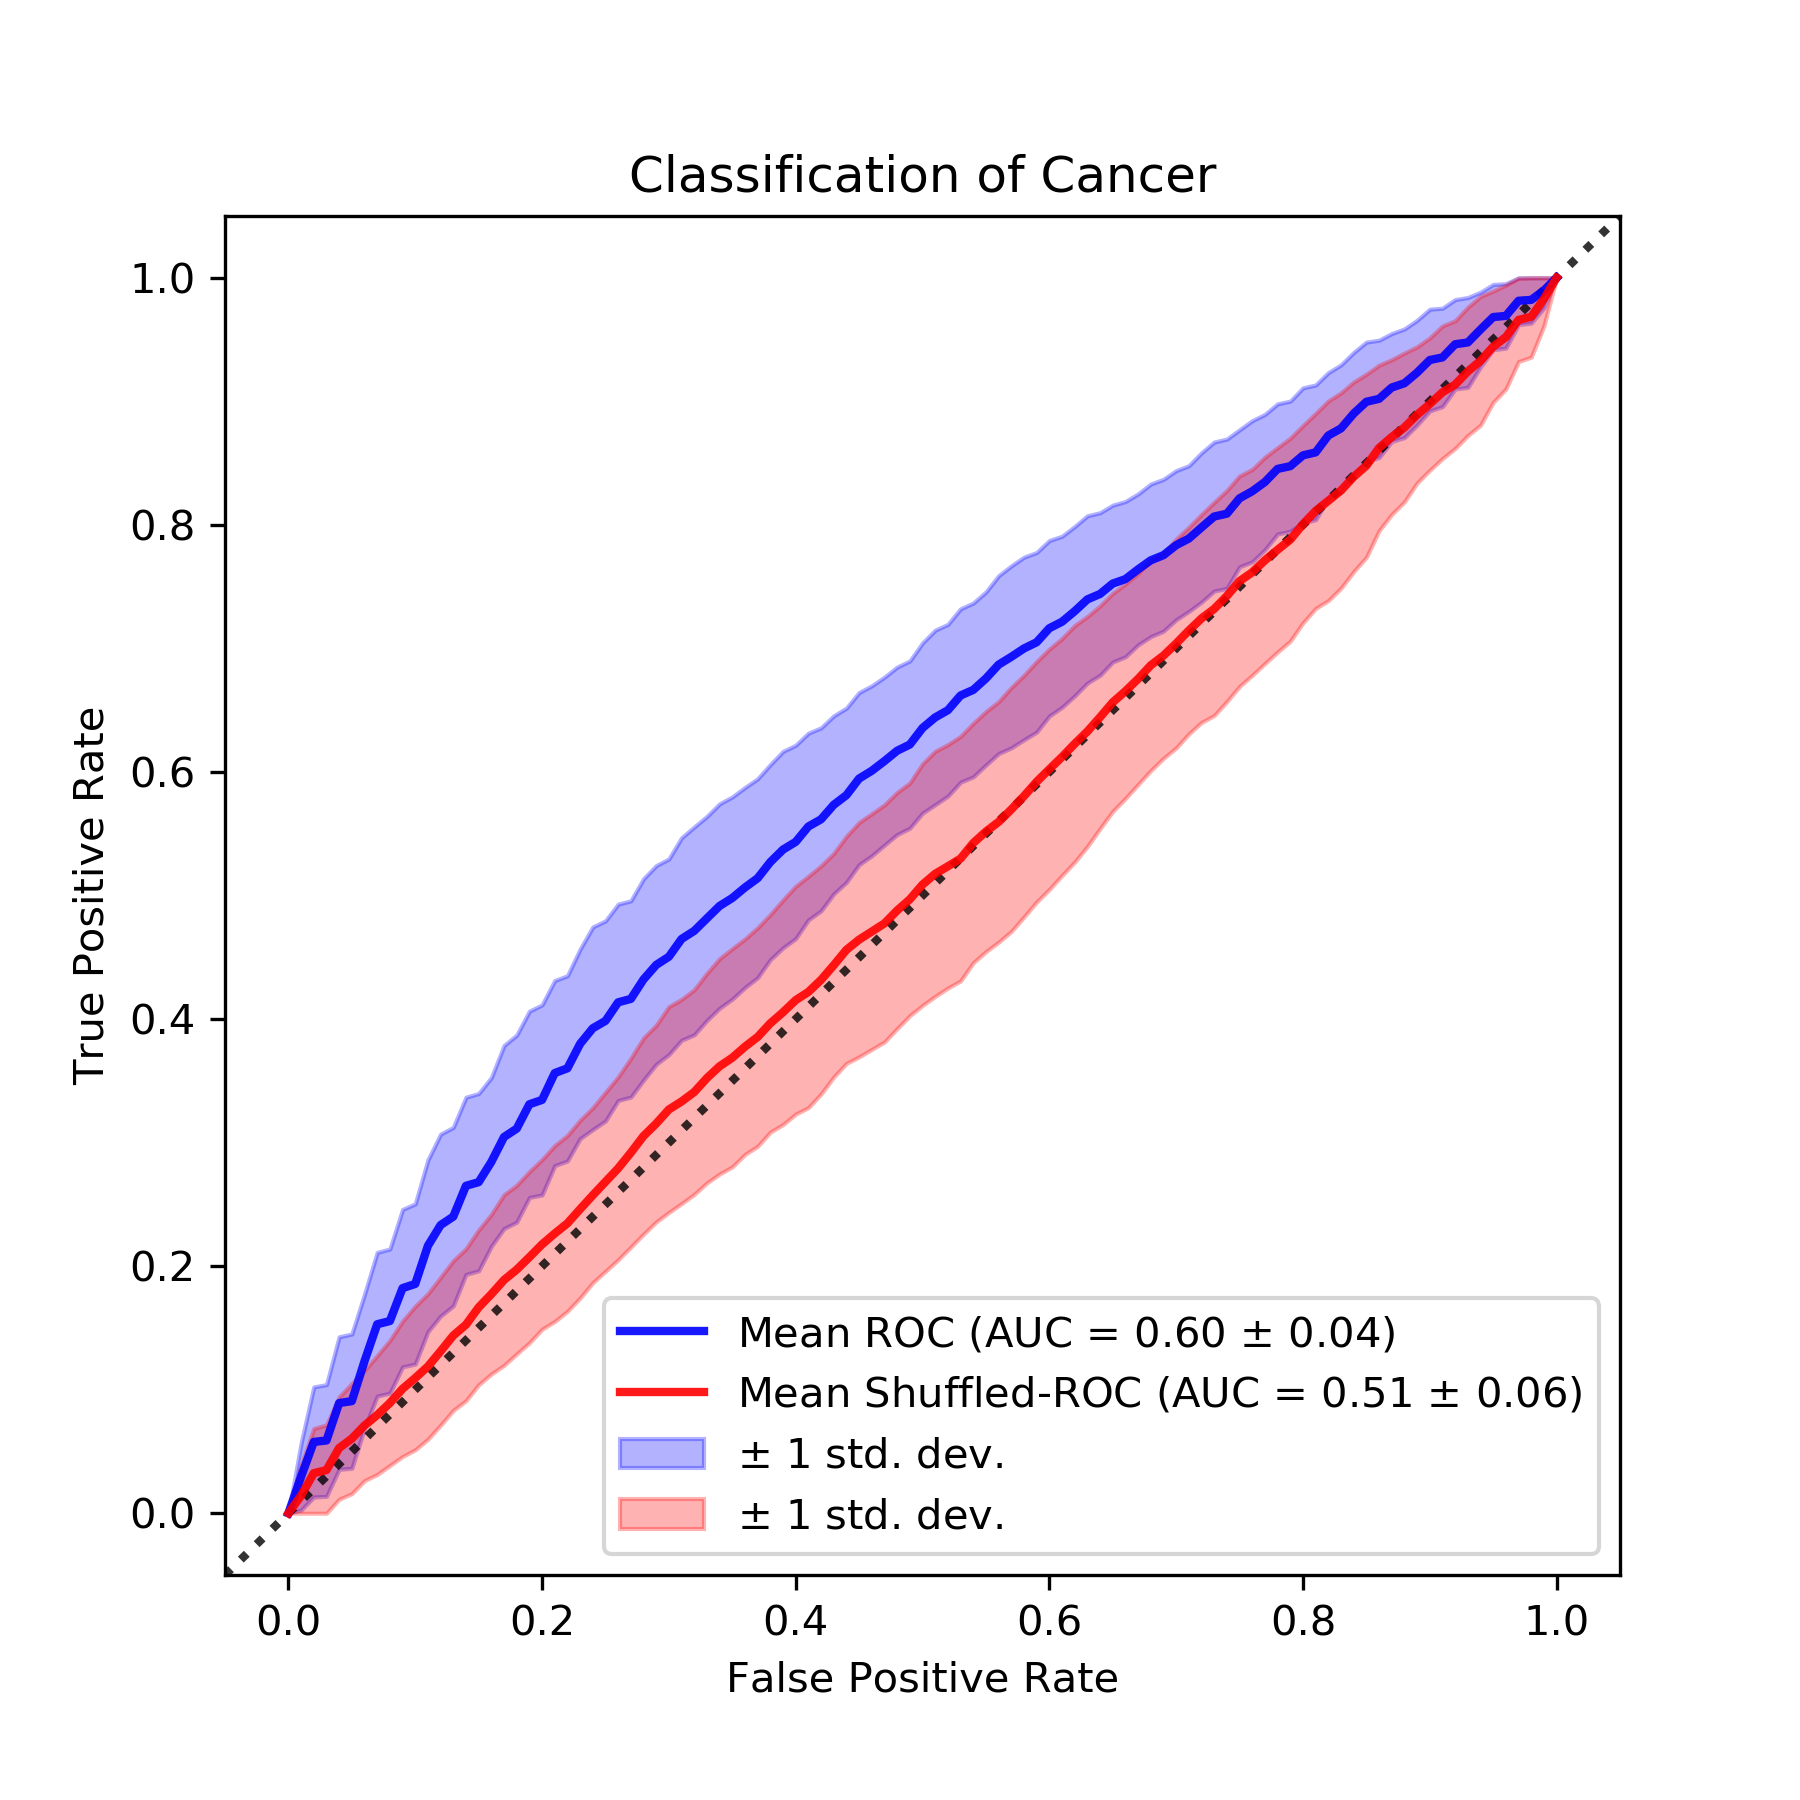 Classification of Cancer
True Positive Rate
1.0
0.8
0.6
0.4
0.2
0.0
Mean ROC (AUC = 0.60 ± 0.04)
Mean Shuffled-ROC (AUC = 0.51 ± 0.06)
± 1 std. dev.
± 1 std. dev.
0.0 0.2 0.4 0.6 0.8 1.0
False Positive Rate